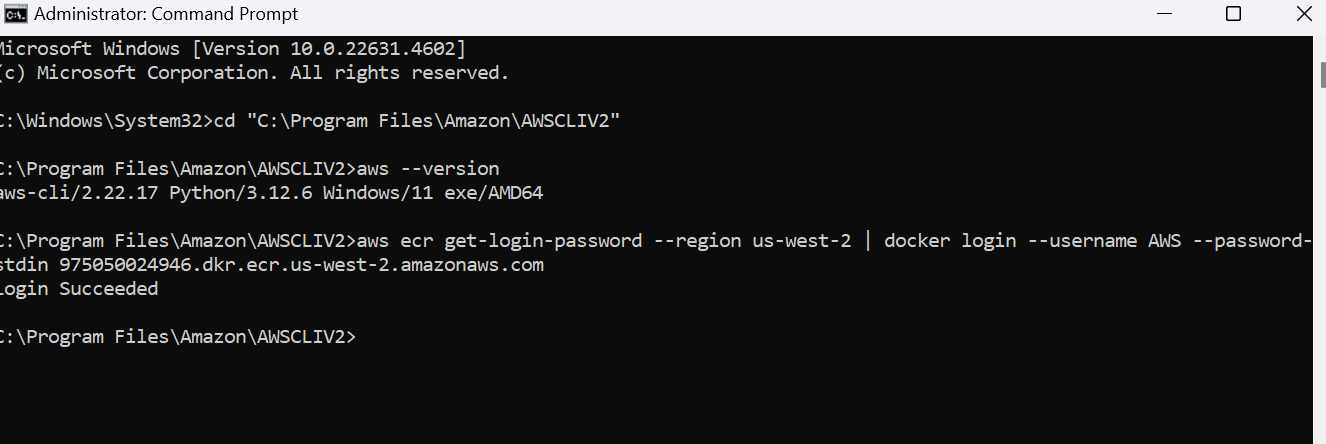 Administrator: Command Prompt
Microsoft Windows [Version 10.0.22631.4602]
(c) Microsoft Corporation. All rights reserved.
C:\Windows\System32>cd "C:\Program Files\Amazon\AWSCLIV2"
C:\Program Files\Amazon\AWSCLIV2>aws --version
aws-cli/2.22.17 Python/3.12.6 Windows/11 exe/AMD64
C:\Program Files\Amazon\AWSCLIV2>aws ecr get-login-password --region us-west-2 | docker login --username AWS --password-
stdin 975050024946.dkr.ecr.us-west-2.amazonaws.com
Login Succeeded
C:\Program Files\Amazon\AWSCLIV2>